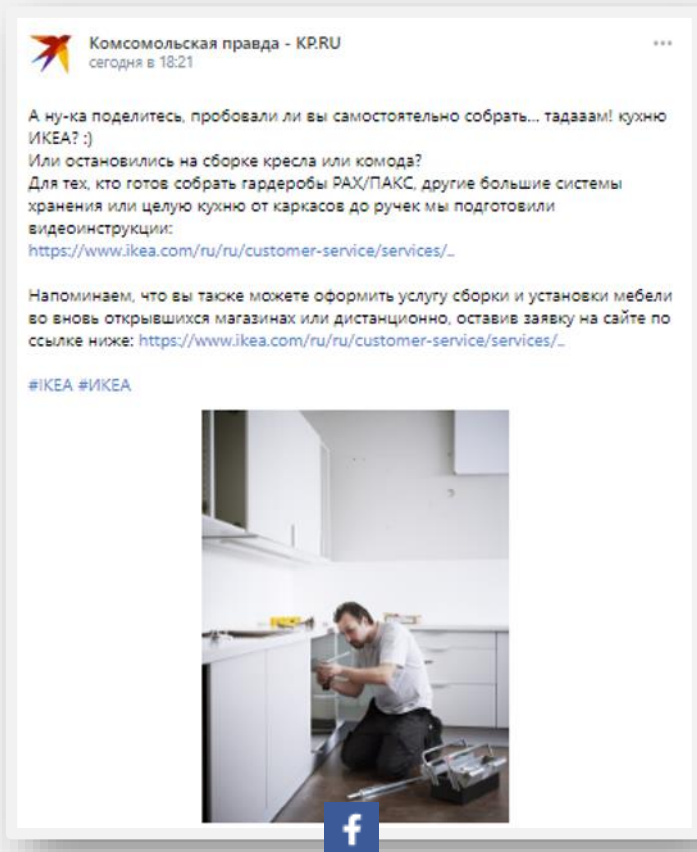 Комсомольская правда - KP.RU
сегодня в 18:21
А ну-ка поделитесь, пробовали ли вы самостоятельно собрать... тадааам! кухню
ИКЕА? :)
Или остановились на сборке кресла или комода?
Для тех, кто готов собрать гардеробы PAX/ПАКС, другие большие системы
хранения или целую кухню от каркасов до ручек мы подготовили
видеоинструкции:
https://www.ikea.com/ru/ru/customer-service/services/..
Напоминаем, что вы также можете оформить услугу сборки и установки мебели
во вновь открывшихся магазинах или дистанционно, оставив заявку на сайте по
ссылке ниже: https://www.ikea.com/ru/ru/customer-service/services/..
#IKEA #ИКЕА
f